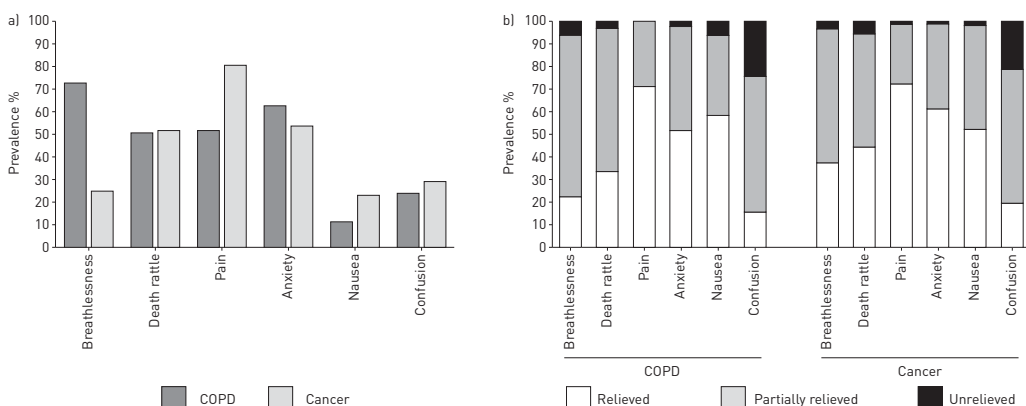 a)
Prevalence %
100
90
80
70
60
50
40
30
20
10
0
Breathlessness
Death rattle
Pain
Anxiety
Nausea
Confusion
COPD
Cancer
b)
Prevalence %
100
90
80
70
60
50
40
30
20
10
0
Breathlessness
Death rattle
Pain
Anxiety
Nausea
Confusion
Breathlessness
Death rattle
Pain
Anxiety
Nausea
Confusion
COPD
Cancer
Relieved
Partially relieved
Unrelieved